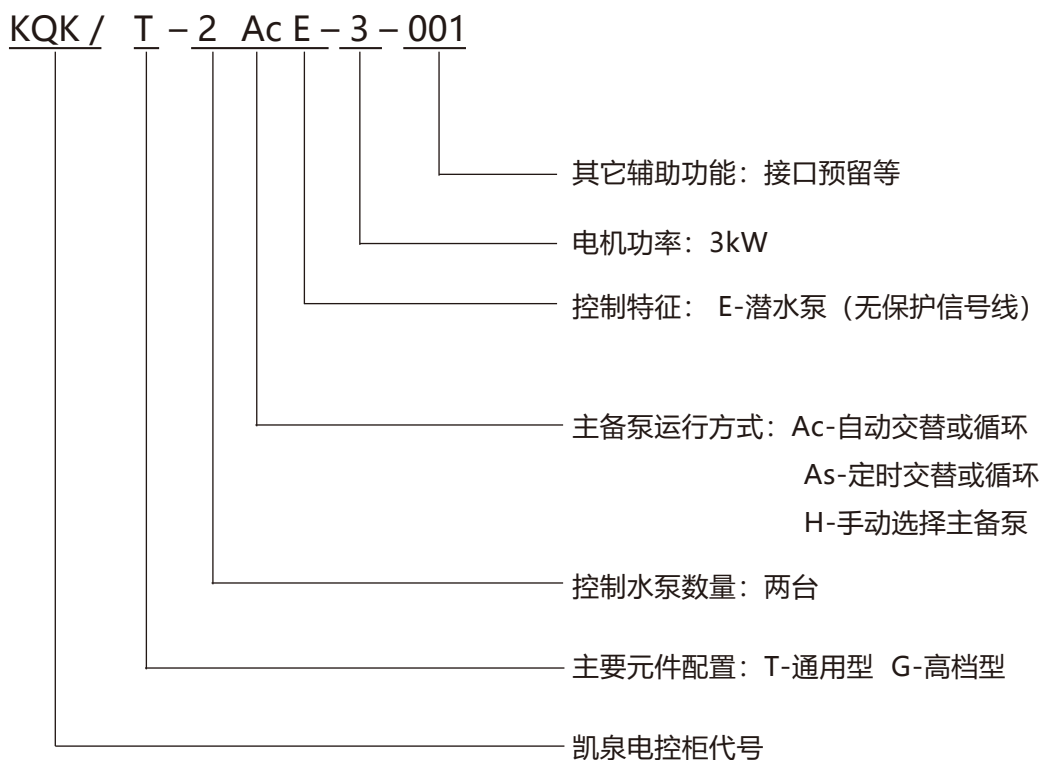 KQK / T – 2 Ac E – 3 – 001
其它辅助功能：接口预留等
电机功率：3kW
控制特征： E-潜水泵（无保护信号线）
主备泵运行方式：Ac-自动交替或循环
As-定时交替或循环
H-手动选择主备泵
控制水泵数量：两台
主要元件配置：T-通用型 G-高档型
凯泉电控柜代号